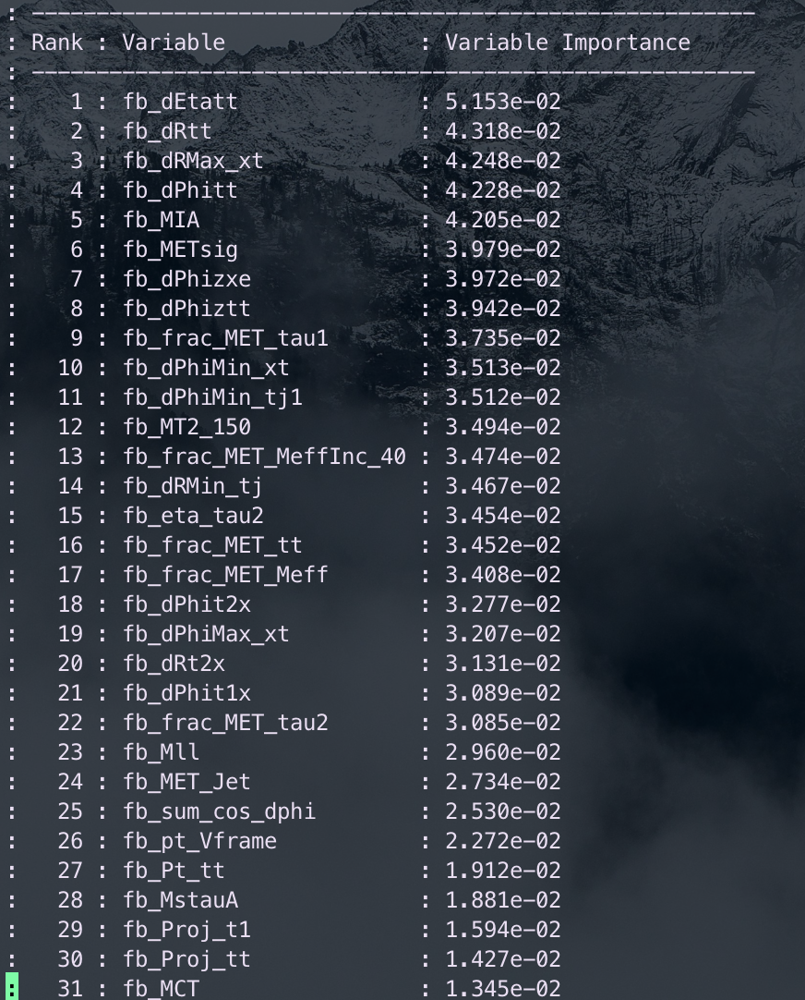 : --------------------------------------------------------
: Rank : Variable : Variable Importance
: --------------------------------------------------------
: 1 : fb_dEtatt : 5.153e-02
: 2 : fb_dRtt : 4.318e-02
: 3 : fb_dRMax_xt : 4.248e-02
: 4 : fb_dPhitt : 4.228e-02
: 5 : fb_MIA : 4.205e-02
: 6 : fb_METsig : 3.979e-02
: 7 : fb_dPhizxe : 3.972e-02
: 8 : fb_dPhiztt : 3.942e-02
: 9 : fb_frac_MET_tau1 : 3.735e-02
: 10 : fb_dPhiMin_xt : 3.513e-02
: 11 : fb_dPhiMin_tj1 : 3.512e-02
: 12 : fb_MT2_150 : 3.494e-02
: 13 : fb_frac_MET_MeffInc_40 : 3.474e-02
: 14 : fb_dRMin_tj : 3.467e-02
: 15 : fb_eta_tau2 : 3.454e-02
: 16 : fb_frac_MET_tt : 3.452e-02
: 17 : fb_frac_MET_Meff : 3.408e-02
: 18 : fb_dPhit2x : 3.277e-02
: 19 : fb_dPhiMax_xt : 3.207e-02
: 20 : fb_dRt2x : 3.131e-02
: 21 : fb_dPhit1x : 3.089e-02
: 22 : fb_frac_MET_tau2 : 3.085e-02
: 23 : fb_Mll : 2.960e-02
: 24 : fb_MET_Jet : 2.734e-02
: 25 : fb_sum_cos_dphi : 2.530e-02
: 26 : fb_pt_Vframe : 2.272e-02
: 27 : fb_Pt_tt : 1.912e-02
: 28 : fb_MstauA : 1.881e-02
: 29 : fb_Proj_t1 : 1.594e-02
: 30 : fb_Proj_tt : 1.427e-02
: 31 : fb_MCT : 1.345e-02